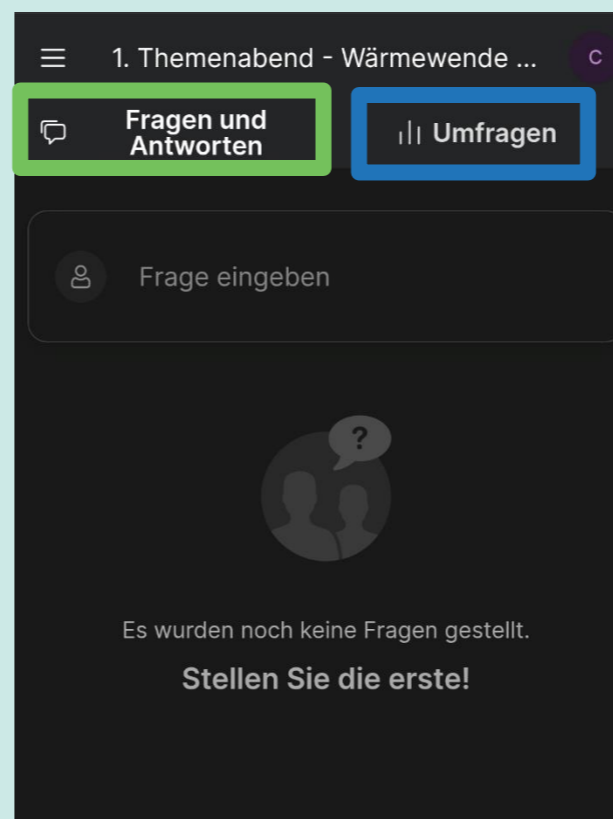 1. Themenabend - Wärmewende ...
C
Fragen und
Antworten
Umfragen
Frage eingeben
?
Es wurden noch keine Fragen gestellt.
Stellen Sie die erste!